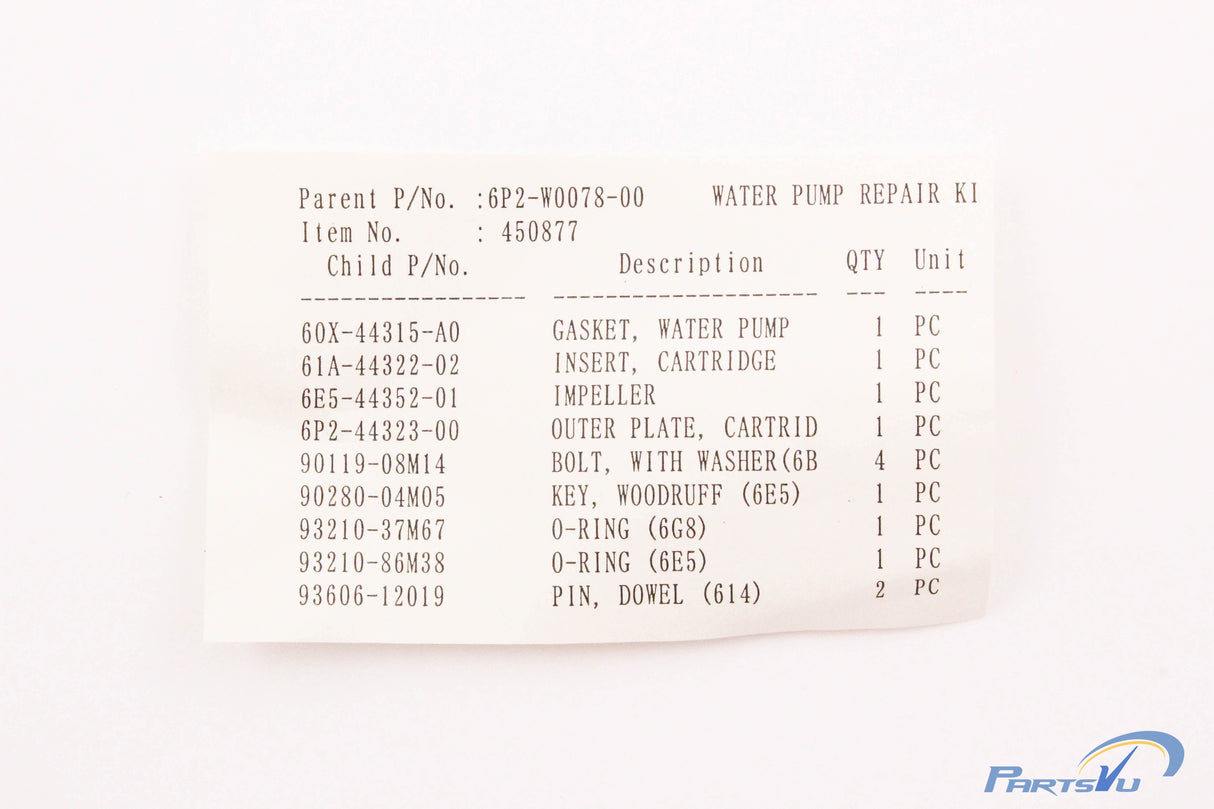 Parent P/No. :6P2-W0078-00 WATER PUMP REPAIR KI
Item No. : 450877
Child P/No. Description QTY Unit
----------------- -------------------- --- ----
60X-44315-A0 GASKET, WATER PUMP 1 PC
61A-44322-02 INSERT, CARTRIDGE 1 PC
6E5-44352-01 IMPELLER 1 PC
6P2-44323-00 OUTER PLATE, CARTRID 1 PC
90119-08M14 BOLT, WITH WASHER(6B 4 PC
90280-04M05 KEY, WOODRUFF (6E5) 1 PC
93210-37M67 O-RING (6G8) 1 PC
93210-86M38 O-RING (6E5) 1 PC
93606-12019 PIN, DOWEL (614) 2 PC
PARTSVU